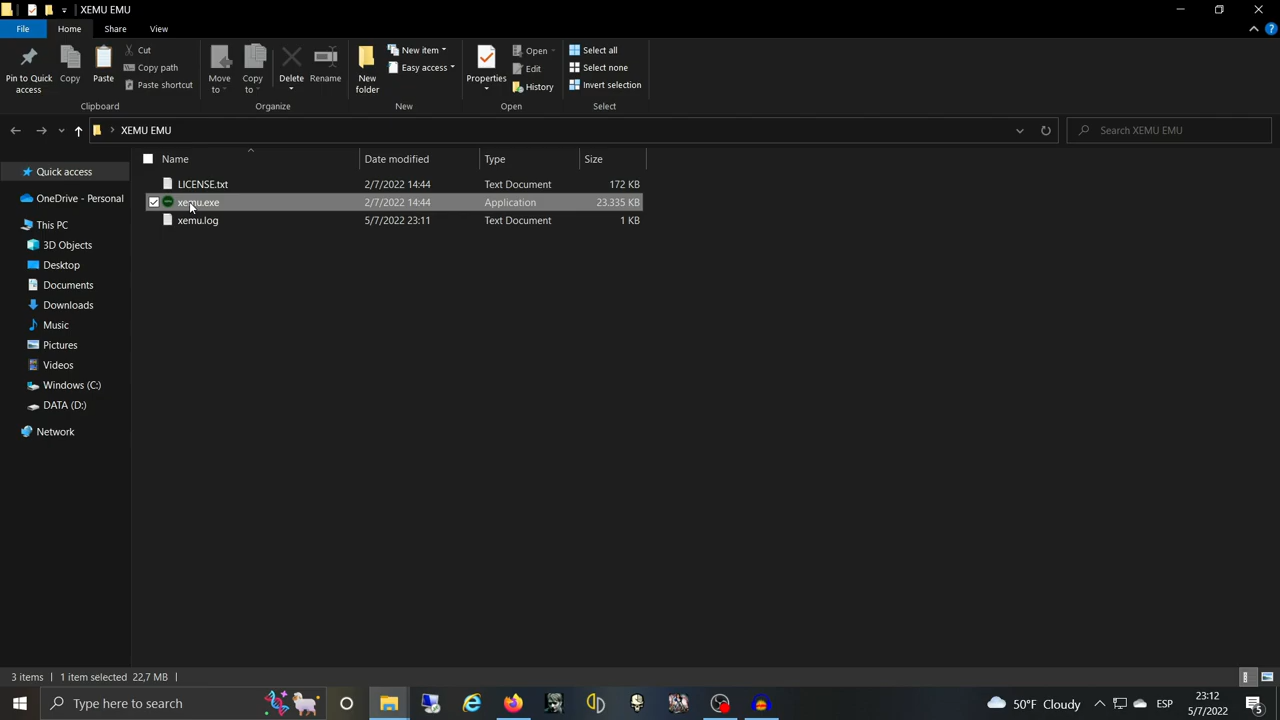 XEMU EMU
File Home Share View
Pin to Quick access
Copy
Paste
Cut
Copy path
Paste shortcut
Clipboard
Move to
Copy to
Delete
Rename
Organize
New folder
New item
Easy access
New
Properties
Open
Edit
History
Open
Select all
Select none
Invert selection
Select
XEMU EMU
Search XEMU EMU
Name Date modified Type Size
LICENSE.txt 2/7/2022 14:44 Text Document 172 KB
xemu.exe 2/7/2022 14:44 Application 23.335 KB
xemu.log 5/7/2022 23:11 Text Document 1 KB
Quick access
OneDrive - Personal
This PC
3D Objects
Desktop
Documents
Downloads
Music
Pictures
Videos
Windows (C:)
DATA (D:)
Network
3 items 1 item selected 22,7 MB
Type here to search
50°F Cloudy
ESP
23:12
5/7/2022
5